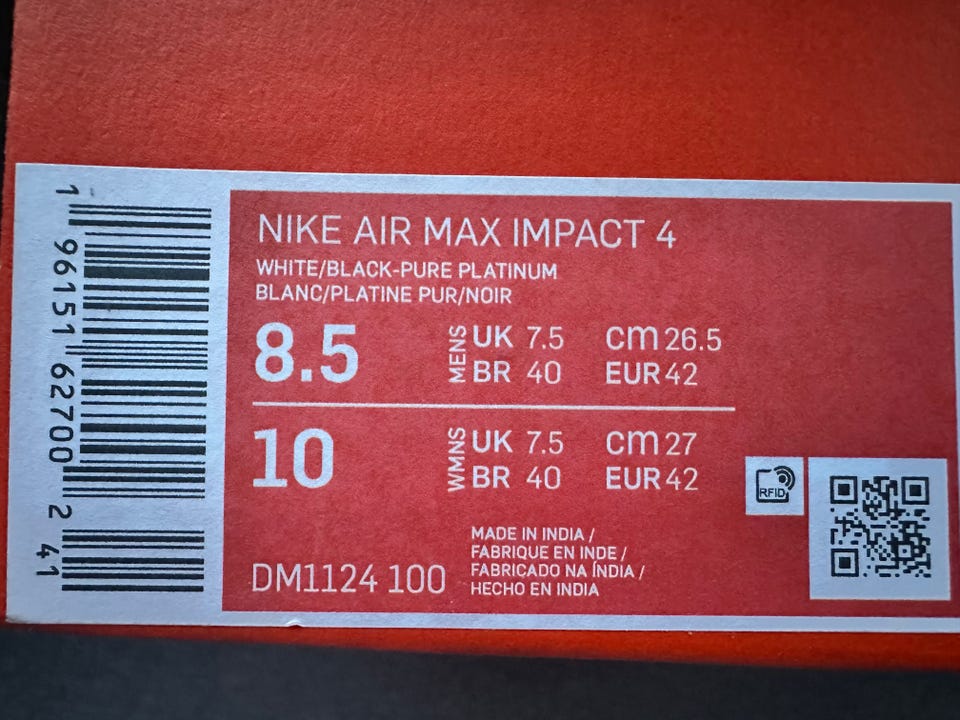 1 96151 62700 2
41
NIKE AIR MAX IMPACT 4
WHITE/BLACK-PURE PLATINUM
BLANC/PLATINE PUR/NOIR
8.5 MENS UK 7.5 cm 26.5
BR 40 EUR 42
10 WMNS UK 7.5 cm 27
BR 40 EUR 42
RFID
DM1124 100
MADE IN INDIA /
FABRIQUE EN INDE /
FABRICADO NA ÍNDIA /
HECHO EN INDIA